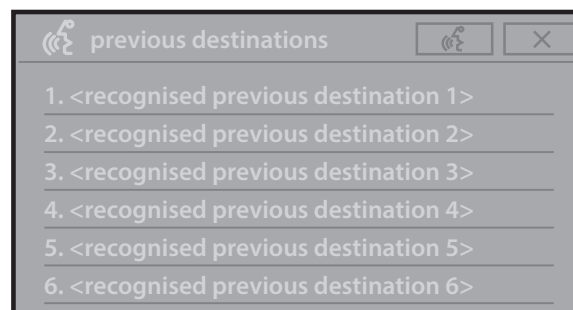 previous destinations
1. <recognised previous destination 1>
2. <recognised previous destination 2>
3. <recognised previous destination 3>
4. <recognised previous destination 4>
5. <recognised previous destination 5>
6. <recognised previous destination 6>